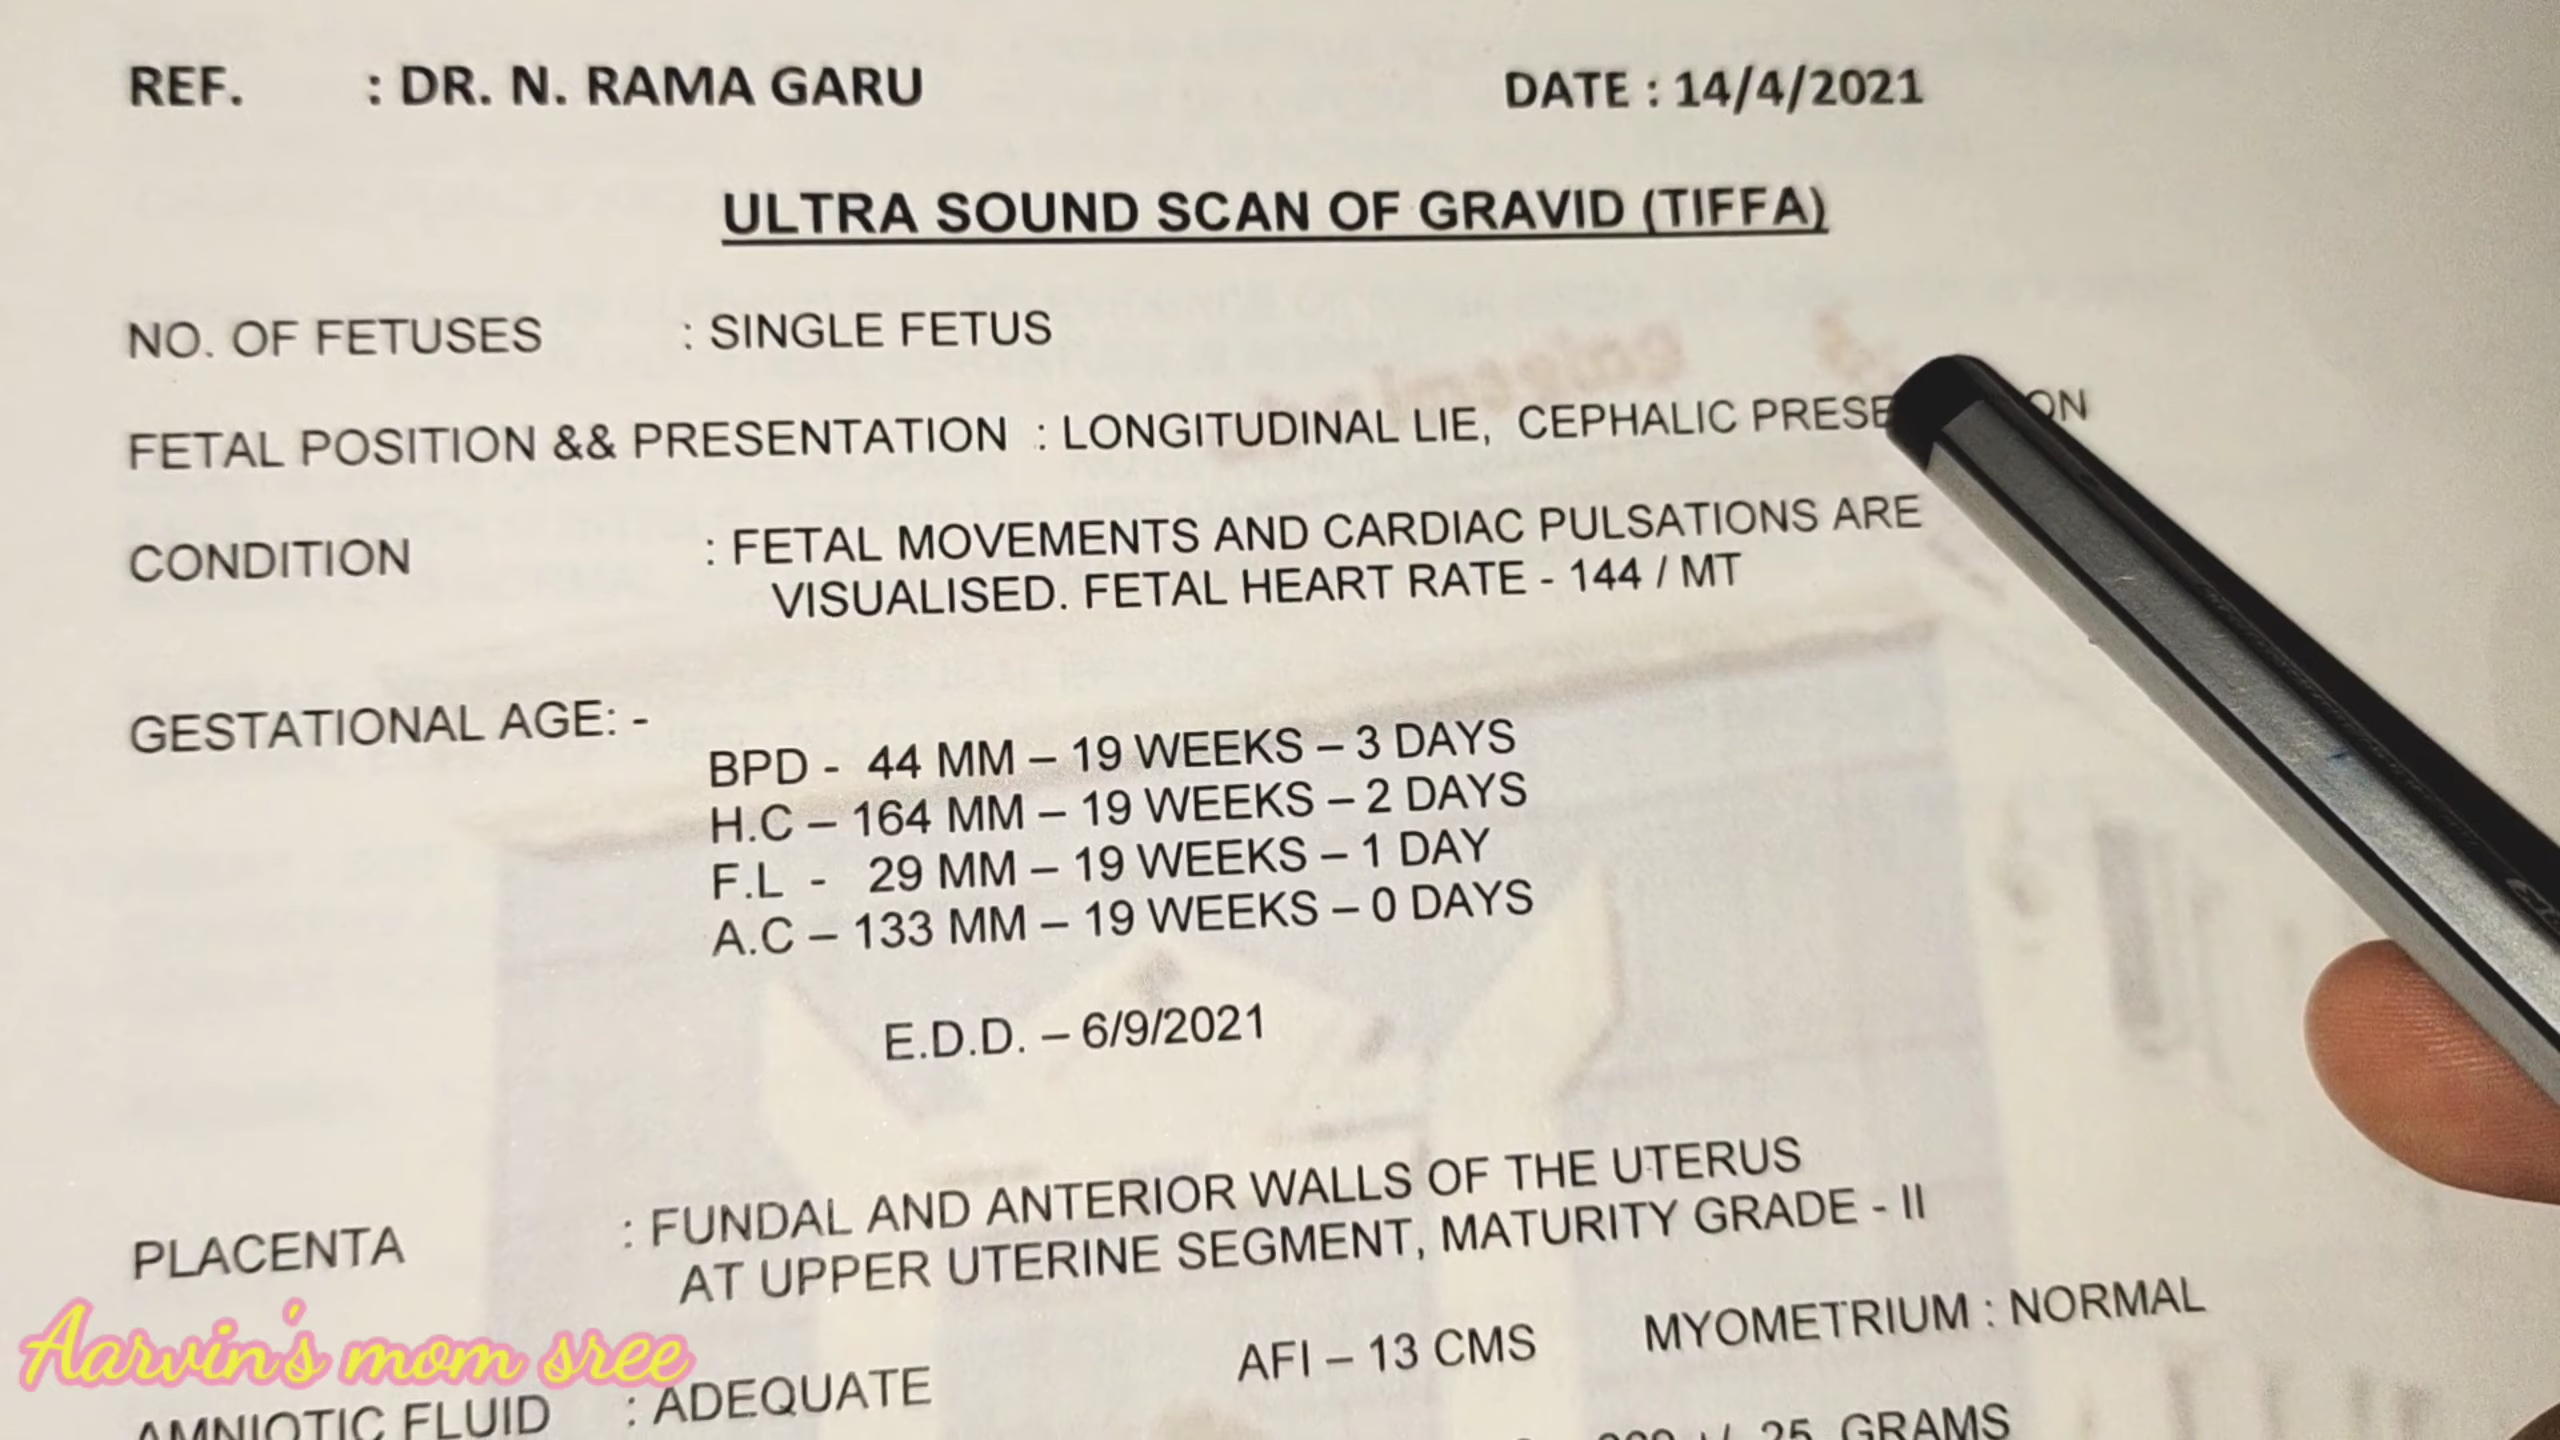 REF. : DR. N. RAMA GARU DATE : 14/4/2021
ULTRA SOUND SCAN OF GRAVID (TIFFA)
NO. OF FETUSES : SINGLE FETUS
FETAL POSITION && PRESENTATION : LONGITUDINAL LIE, CEPHALIC
CONDITION : FETAL MOVEMENTS AND CARDIAC PULSATIONS ARE
VISUALISED. FETAL HEART RATE - 144 / MT
GESTATIONAL AGE: -
BPD - 44 MM – 19 WEEKS – 3 DAYS
H.C – 164 MM – 19 WEEKS – 2 DAYS
F.L - 29 MM – 19 WEEKS – 1 DAY
A.C – 133 MM – 19 WEEKS – 0 DAYS
E.D.D. – 6/9/2021
PLACENTA : FUNDAL AND ANTERIOR WALLS OF THE UTERUS
AT UPPER UTERINE SEGMENT, MATURITY GRADE - II
Aarvin's mom sree
AMNIOTIC FLUID : ADEQUATE AFI – 13 CMS MYOMETRIUM : NORMAL
25 GRAMS